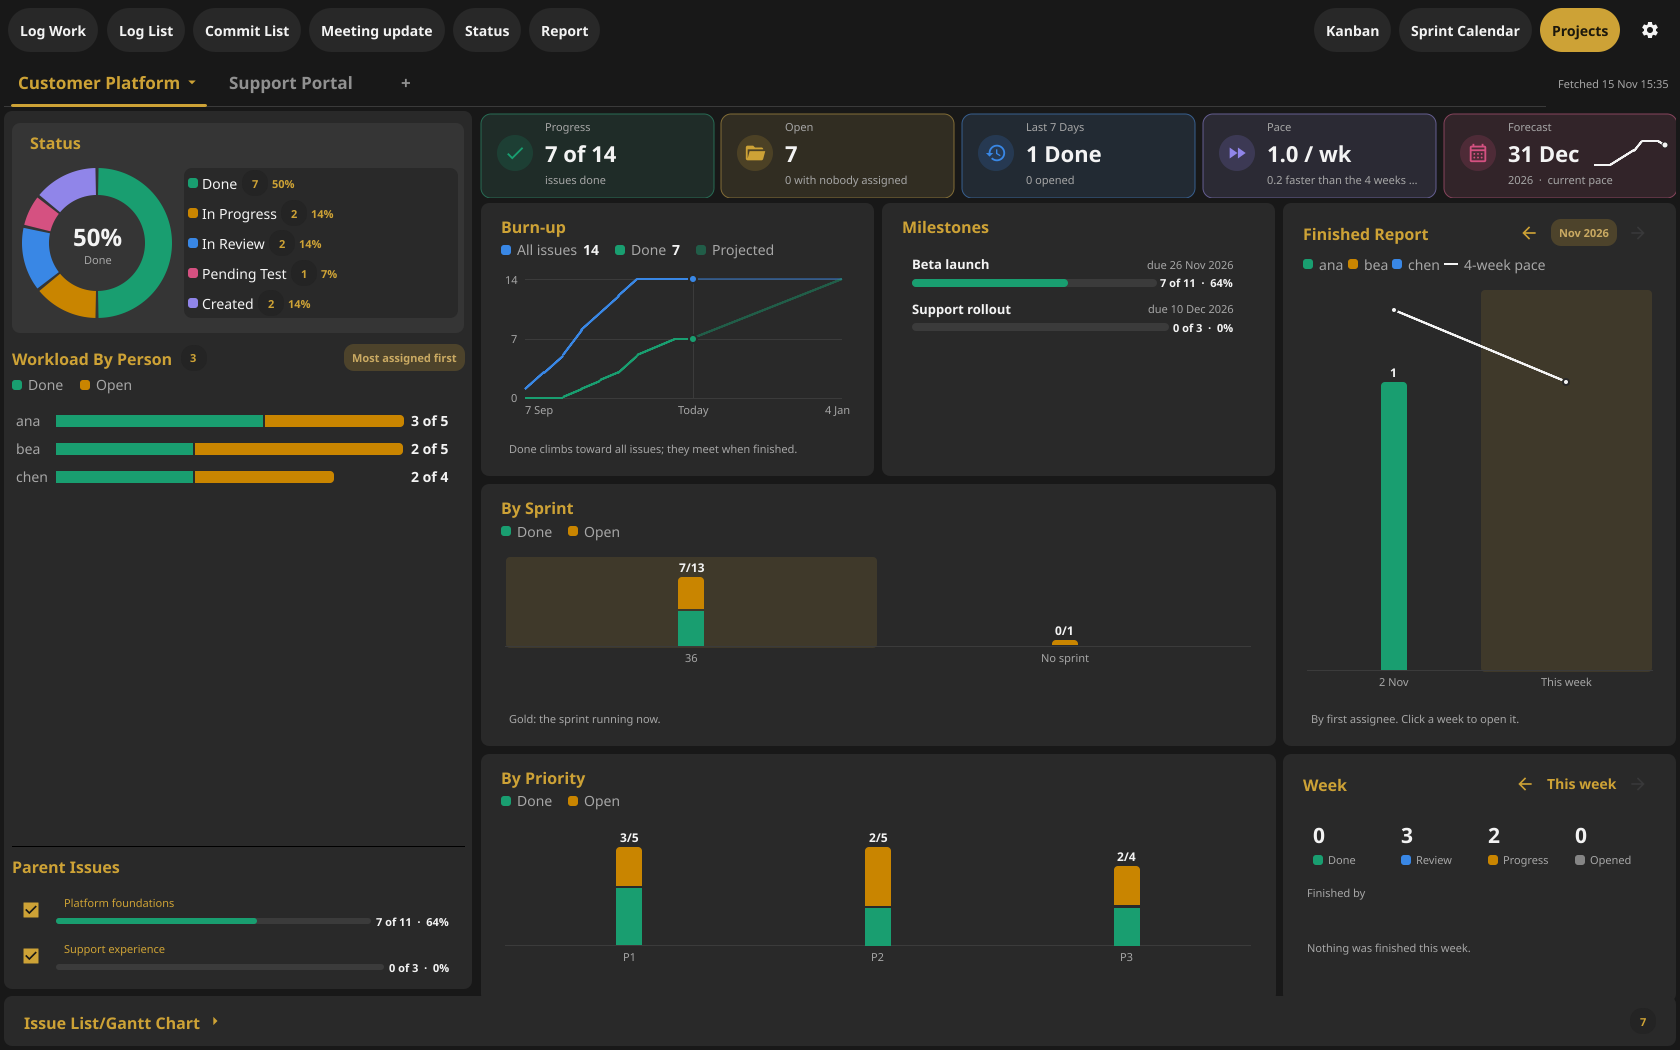 Log Work
Log List
Commit List
Meeting update
Status
Report
Kanban
Sprint Calendar
Projects
Customer Platform
Support Portal
+
Fetched 15 Nov 15:35
Status
50%
Done
Done 7 50%
In Progress 2 14%
In Review 2 14%
Pending Test 1 7%
Created 2 14%
Workload By Person 3
Most assigned first
Done Open
ana 3 of 5
bea 2 of 5
chen 2 of 4
Parent Issues
Platform foundations
7 of 11 · 64%
Support experience
0 of 3 · 0%
Progress
7 of 14
issues done
Open
7
0 with nobody assigned
Last 7 Days
1 Done
0 opened
Pace
1.0 / wk
0.2 faster than the 4 weeks ...
Forecast
31 Dec
2026 · current pace
Burn-up
All issues 14 Done 7 Projected
14
7
0
7 Sep Today 4 Jan
Done climbs toward all issues; they meet when finished.
Milestones
Beta launch due 26 Nov 2026
7 of 11 · 64%
Support rollout due 10 Dec 2026
0 of 3 · 0%
Finished Report
Nov 2026
ana bea chen 4-week pace
1
2 Nov This week
By first assignee. Click a week to open it.
By Sprint
Done Open
7/13
0/1
36 No sprint
Gold: the sprint running now.
By Priority
Done Open
3/5 2/5 2/4
P1 P2 P3
Week
This week
0 3 2 0
Done Review Progress Opened
Finished by
Nothing was finished this week.
Issue List/Gantt Chart
7